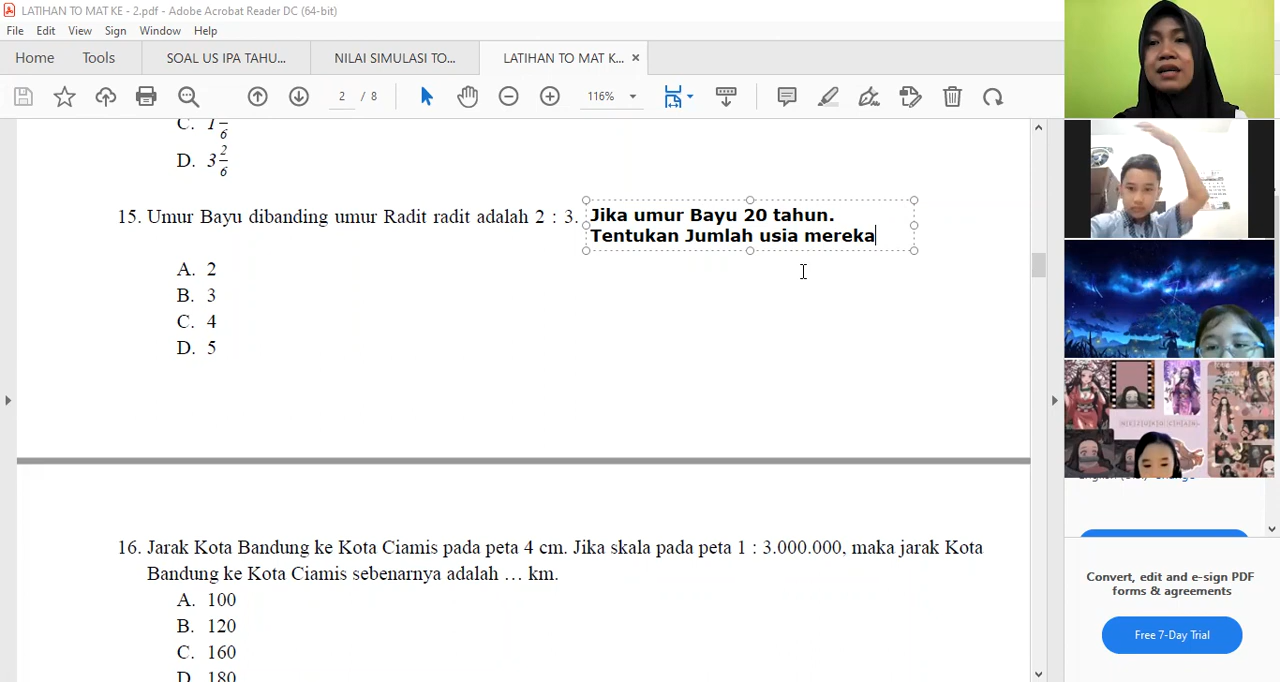 LATIHAN TO MAT KE - 2.pdf - Adobe Acrobat Reader DC (64-bit)
File Edit View Sign Window Help
Home Tools SOAL US IPA TAHU... NILAI SIMULASI TO... LATIHAN TO MAT K... ×
2 / 8 116%
D. 3 2/6
15. Umur Bayu dibanding umur Radit radit adalah 2 : 3. Jika umur Bayu 20 tahun.
Tentukan Jumlah usia mereka
A. 2
B. 3
C. 4
D. 5
16. Jarak Kota Bandung ke Kota Ciamis pada peta 4 cm. Jika skala pada peta 1 : 3.000.000, maka jarak Kota
Bandung ke Kota Ciamis sebenarnya adalah … km.
A. 100
B. 120
C. 160
D. 180
Convert, edit and e-sign PDF
forms & agreements
Free 7-Day Trial